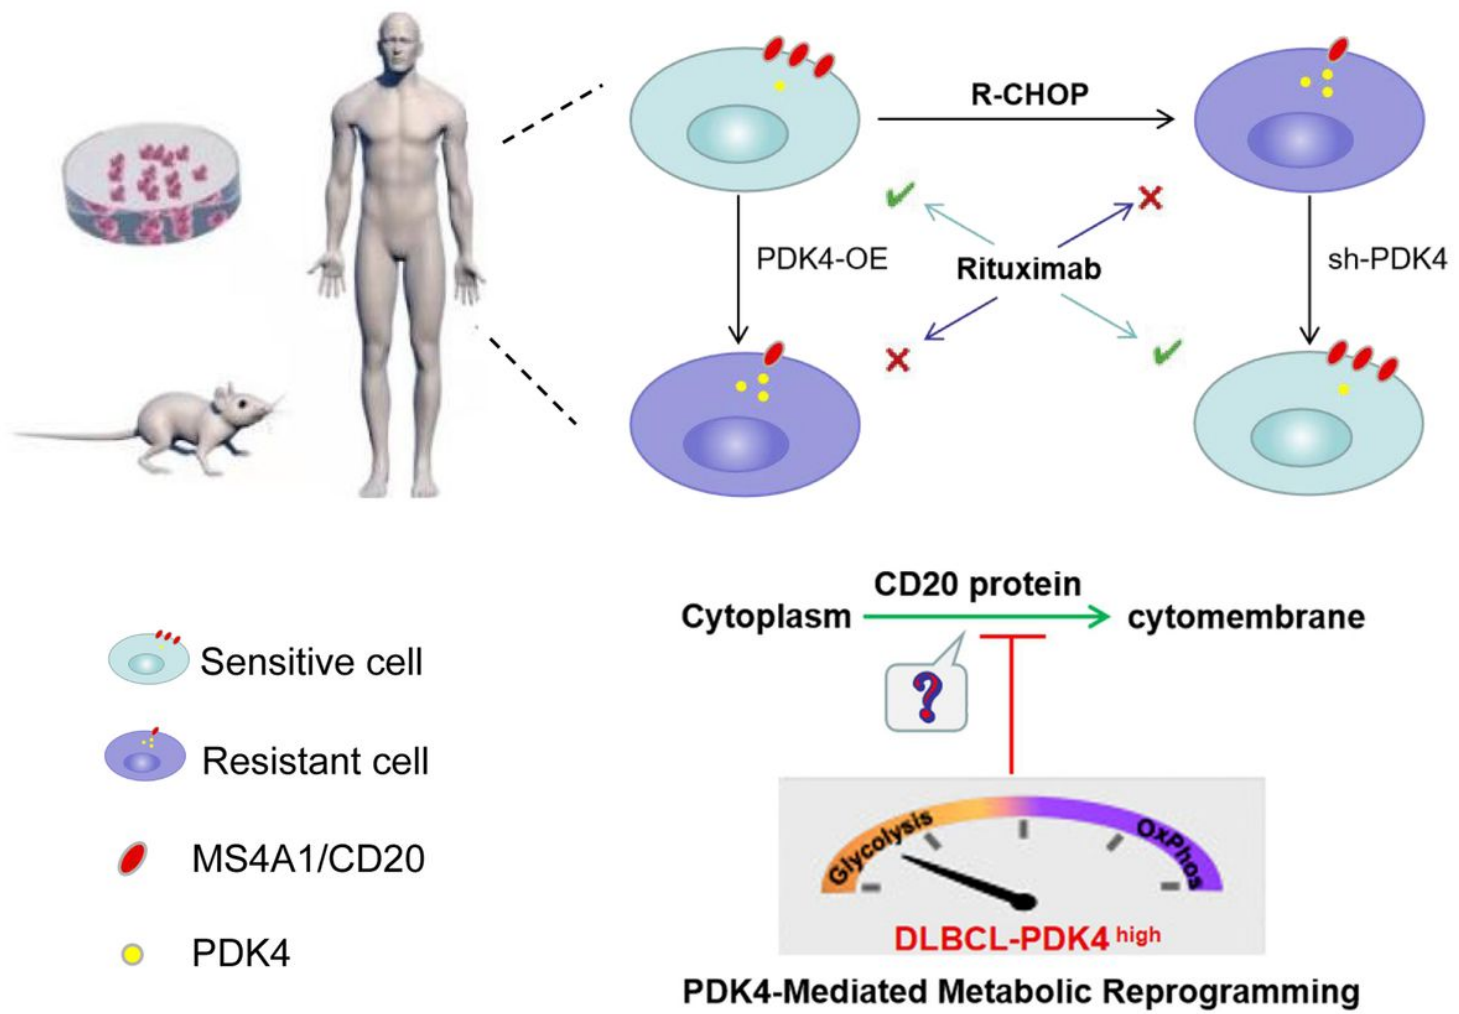 R-CHOP
PDK4-OE
Rituximab
sh-PDK4
CD20 protein
Cytoplasm
cytomembrane
?
Sensitive cell
Resistant cell
MS4A1/CD20
PDK4
Glycolysis
OxPhos
DLBCL-PDK4 high
PDK4-Mediated Metabolic Reprogramming